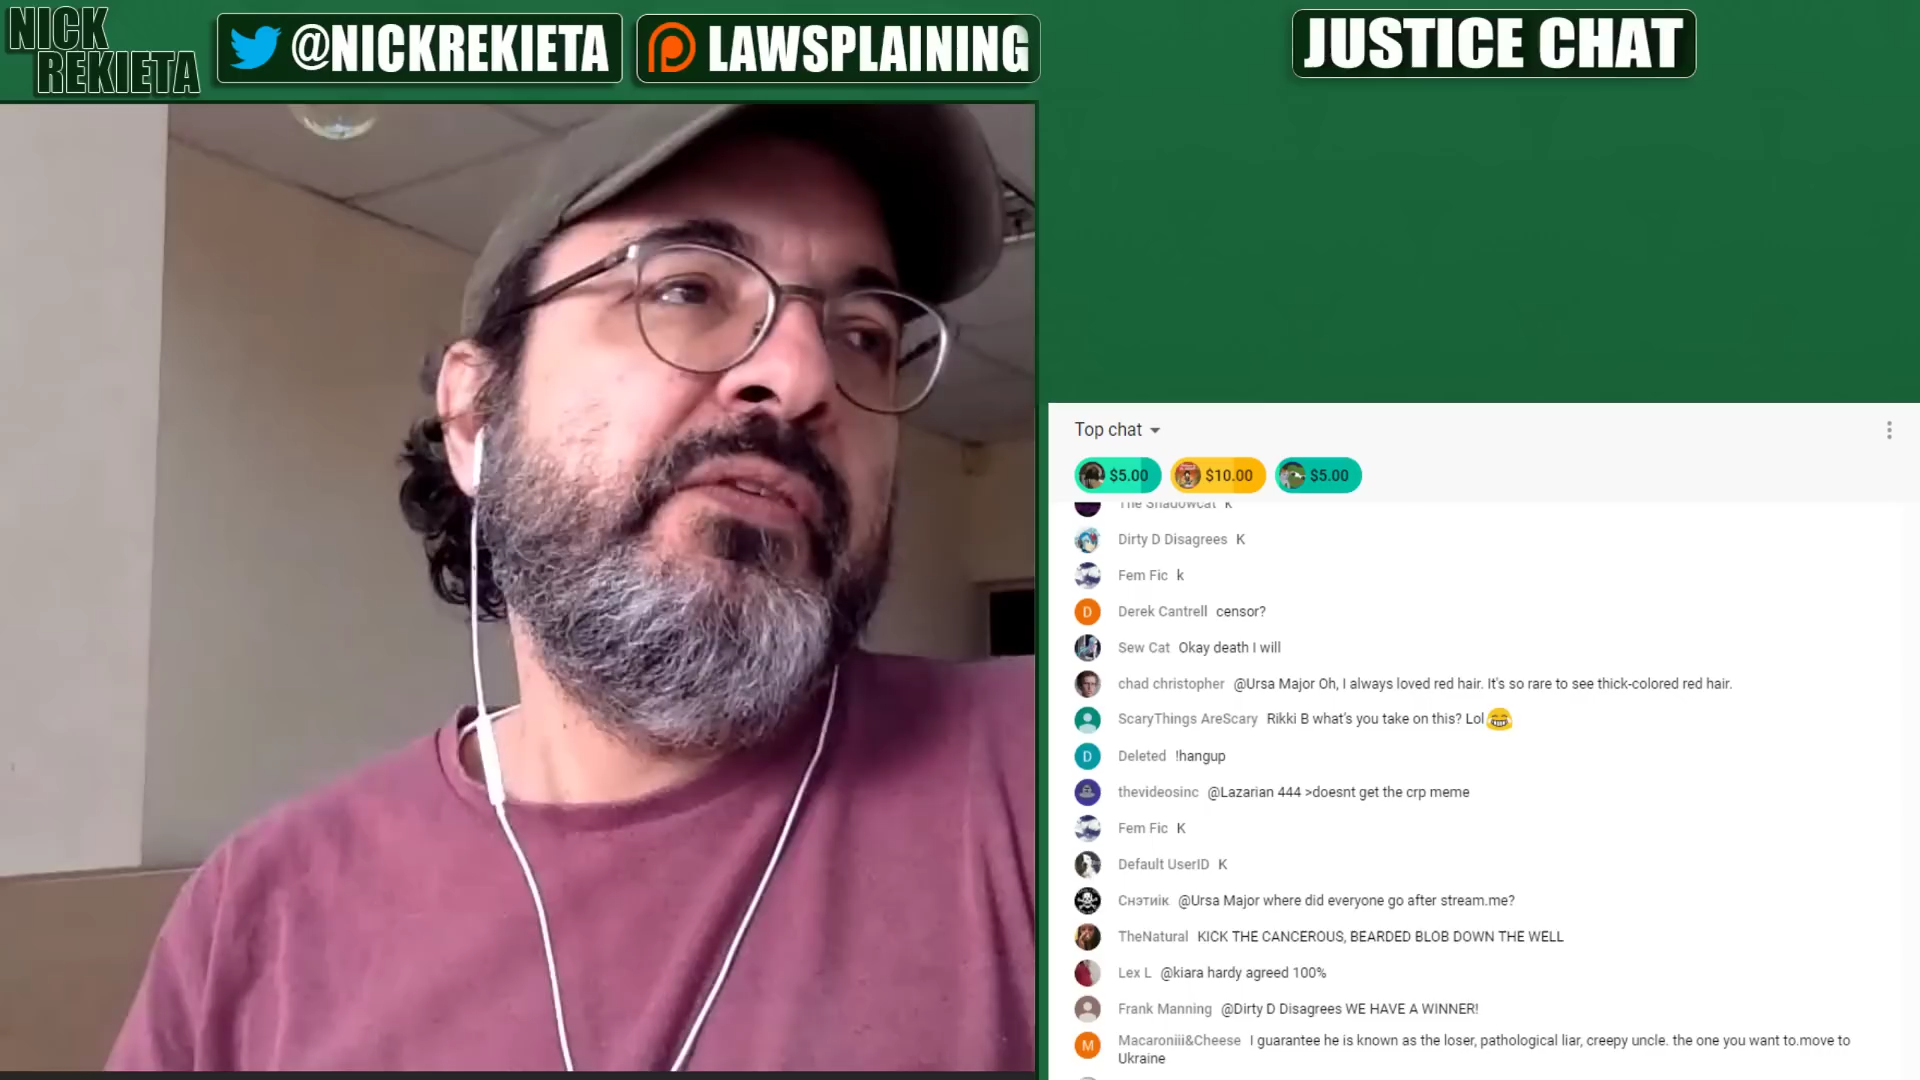 NICK
REKIETA
@NICKREKIETA
LAWSPLAINING
JUSTICE CHAT
Top chat
$5.00 $10.00 $5.00
The Shadowcat K
Dirty D Disagrees K
Fem Fic k
D Derek Cantrell censor?
Sew Cat Okay death I will
chad christopher @Ursa Major Oh, I always loved red hair. It's so rare to see thick-colored red hair.
ScaryThings AreScary Rikki B what's you take on this? Lol😂
D Deleted !hangup
thevideosinc @Lazarian 444 >doesnt get the crp meme
Fem Fic K
Default UserID K
Снэтиік @Ursa Major where did everyone go after stream.me?
TheNatural KICK THE CANCEROUS, BEARDED BLOB DOWN THE WELL
Lex L @kiara hardy agreed 100%
Frank Manning @Dirty D Disagrees WE HAVE A WINNER!
M Macaroniii&Cheese I guarantee he is known as the loser, pathological liar, creepy uncle. the one you want to.move to
Ukraine